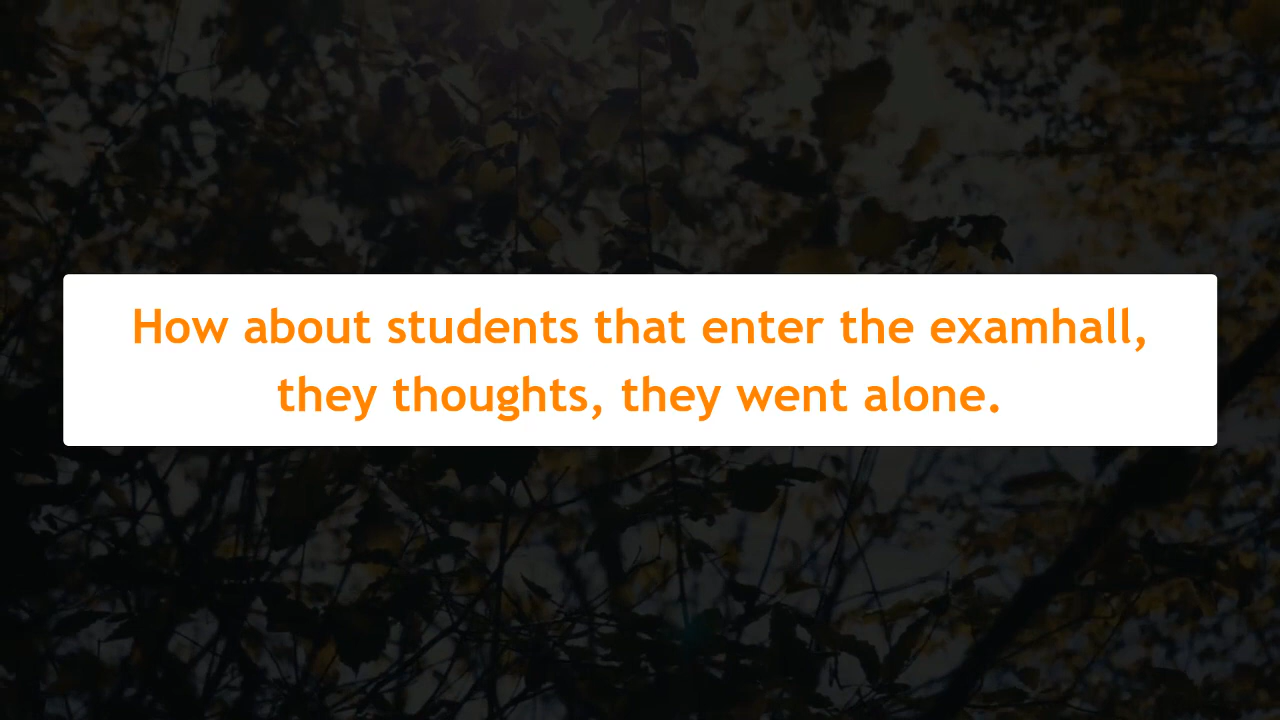 How about students that enter the examhall,
they thoughts, they went alone.